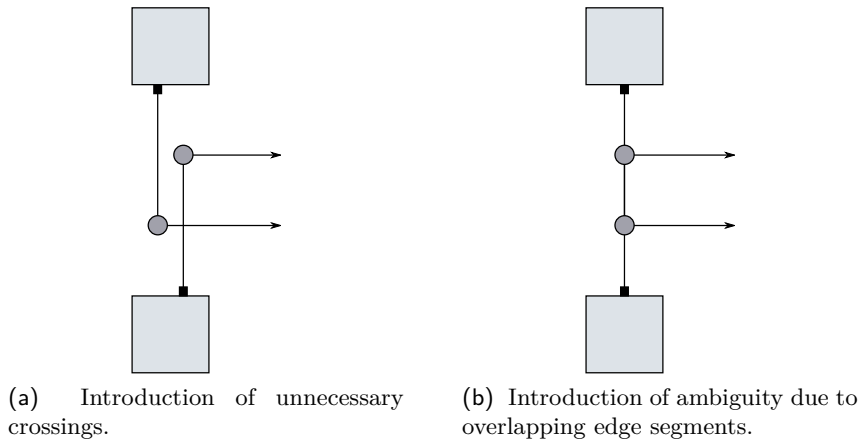 (a) Introduction of unnecessary
crossings.
(b) Introduction of ambiguity due to
overlapping edge segments.